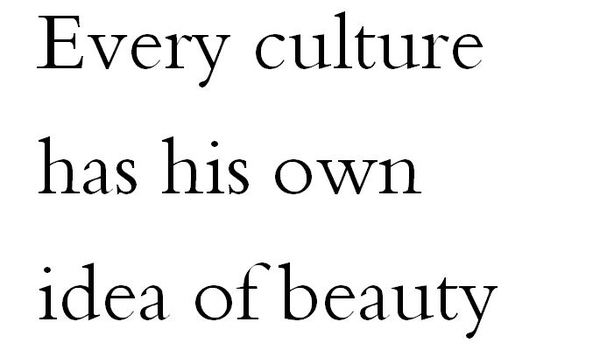 Every culture
has his own
idea of beauty